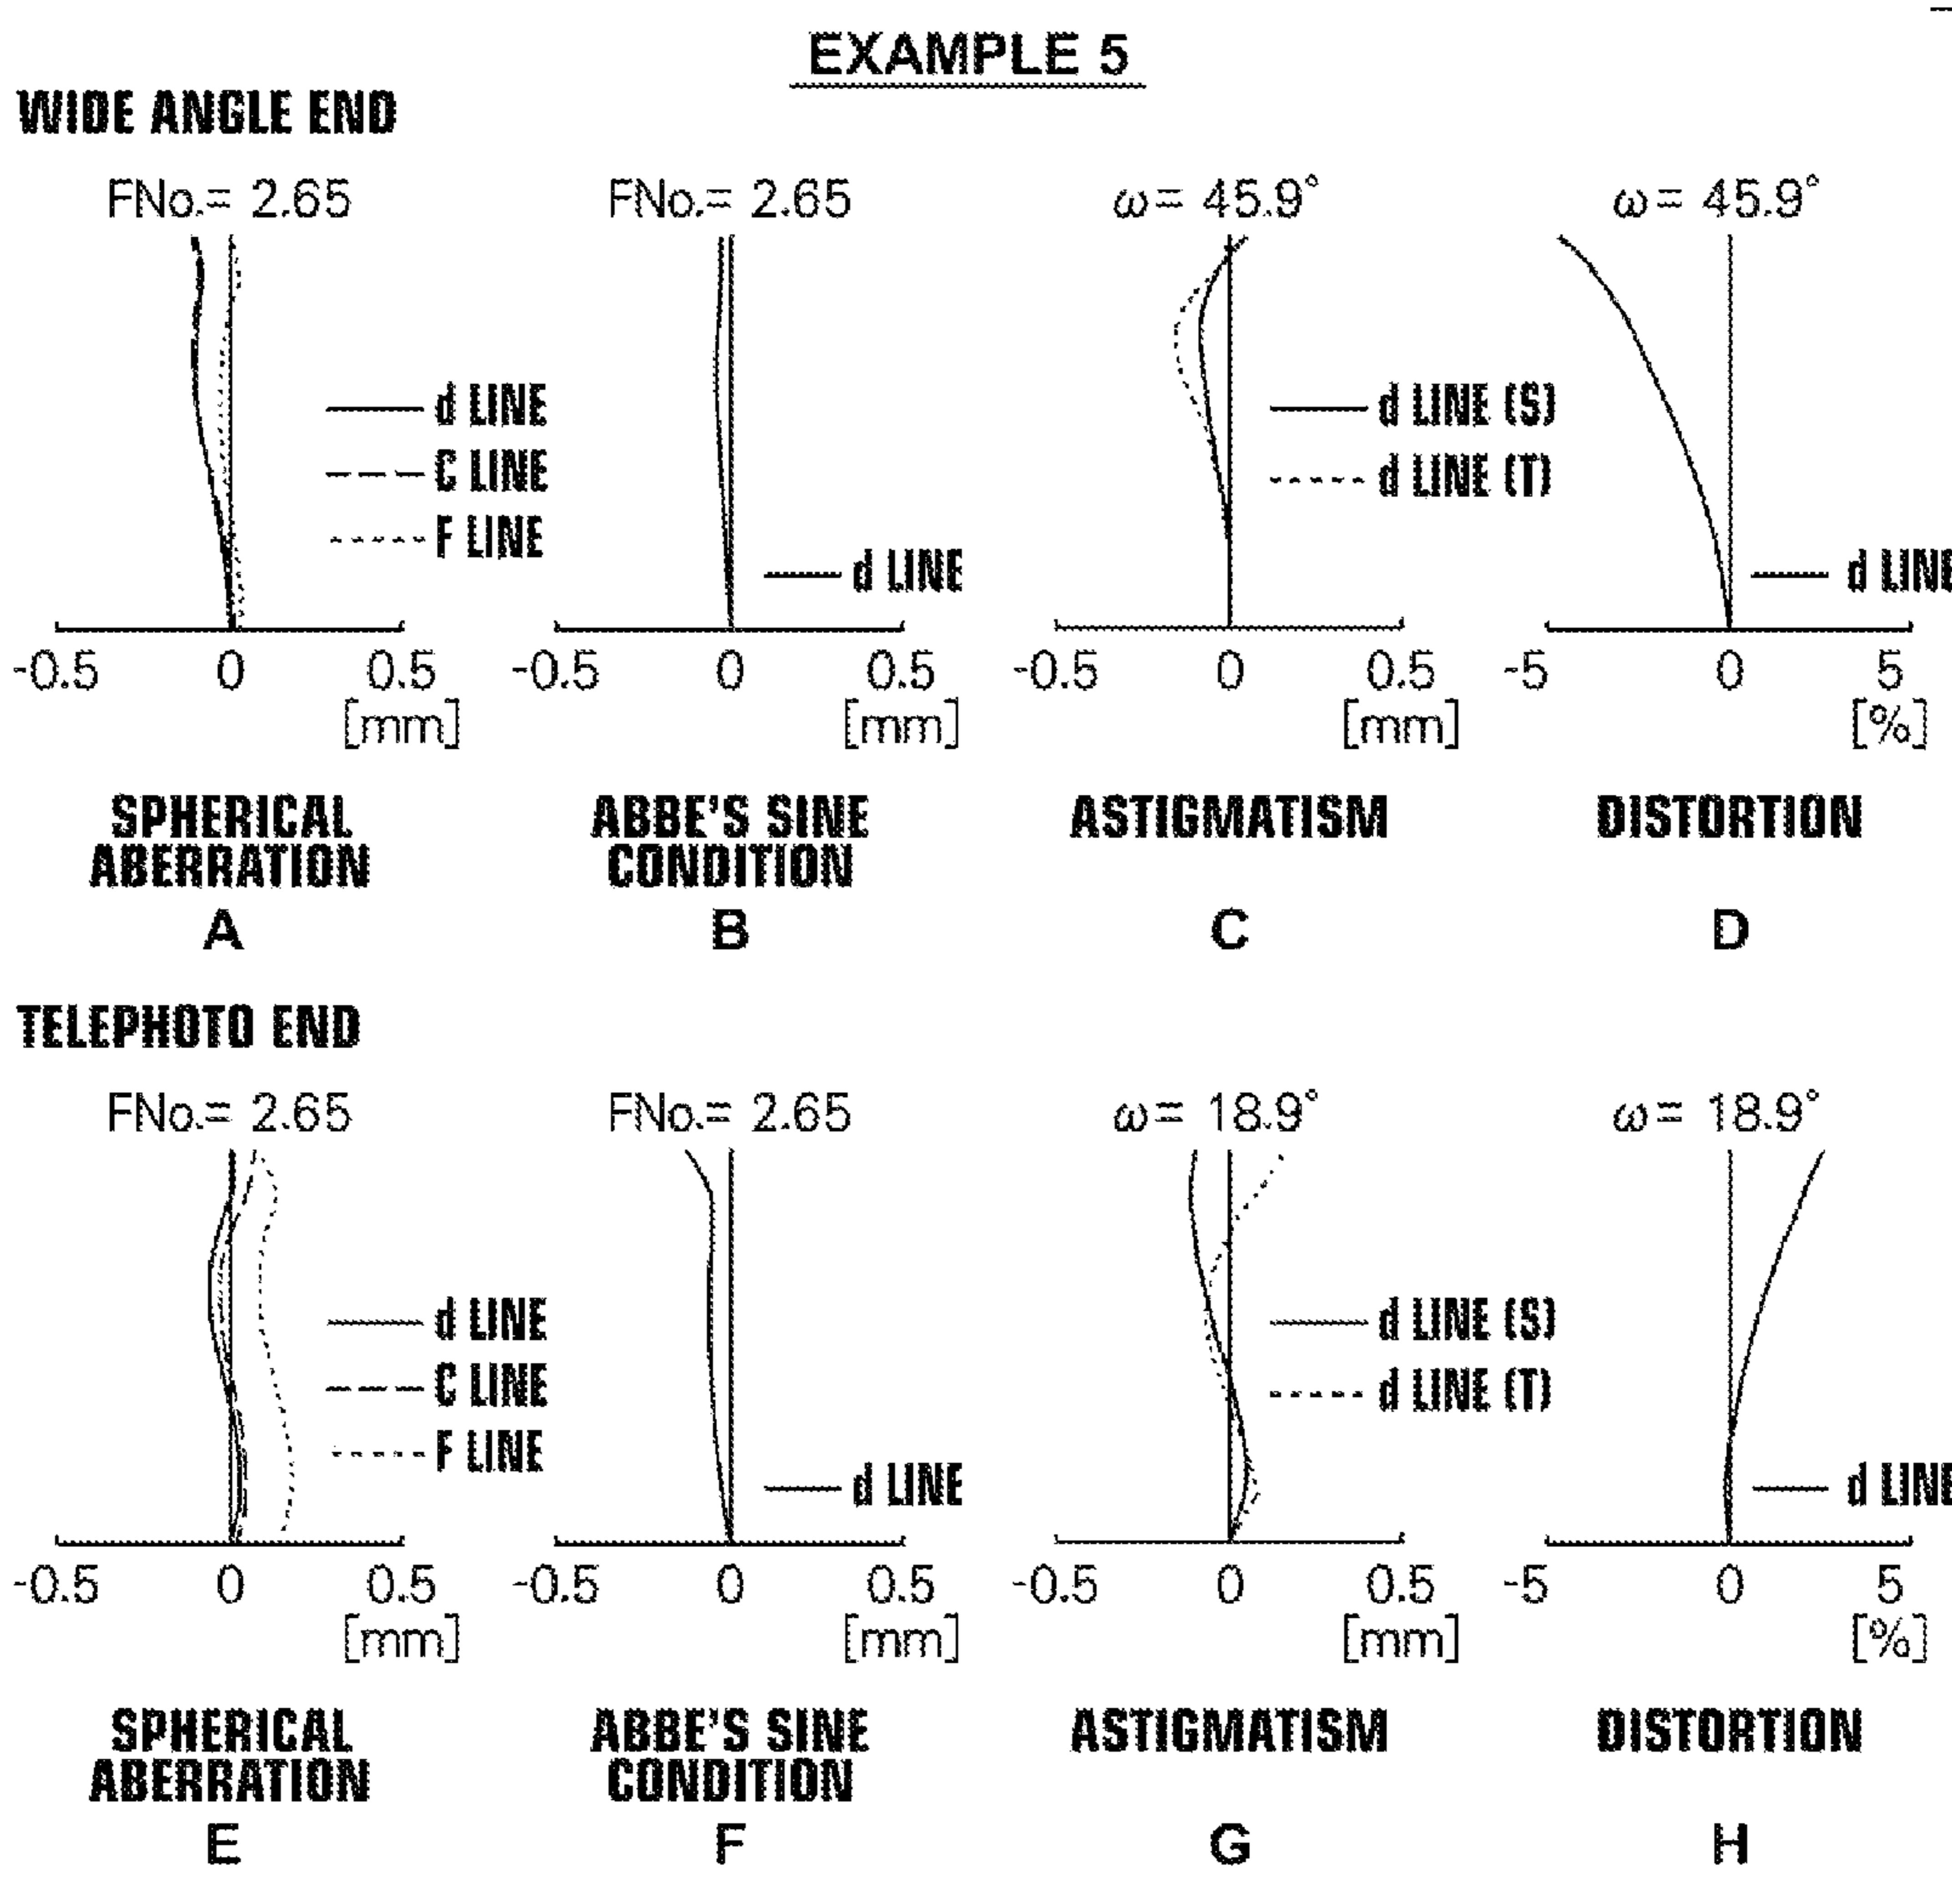 EXAMPLE 5
WIDE ANGLE END
FNo.= 2.65
FNo.= 2.65
ω= 45.9°
ω= 45.9°
d LINE
C LINE
F LINE
d LINE
d LINE (S)
d LINE (T)
d LINE
-0.5 0 0.5
[mm]
-0.5 0 0.5
[mm]
-0.5 0 0.5
[mm]
-5 0 5
[%]
SPHERICAL
ABERRATION
A
ABBE'S SINE
CONDITION
B
ASTIGMATISM
C
DISTORTION
D
TELEPHOTO END
FNo.= 2.65
FNo.= 2.65
ω= 18.9°
ω= 18.9°
d LINE
C LINE
F LINE
d LINE
d LINE (S)
d LINE (T)
d LINE
-0.5 0 0.5
[mm]
-0.5 0 0.5
[mm]
-0.5 0 0.5
[mm]
-5 0 5
[%]
SPHERICAL
ABERRATION
E
ABBE'S SINE
CONDITION
F
ASTIGMATISM
G
DISTORTION
H